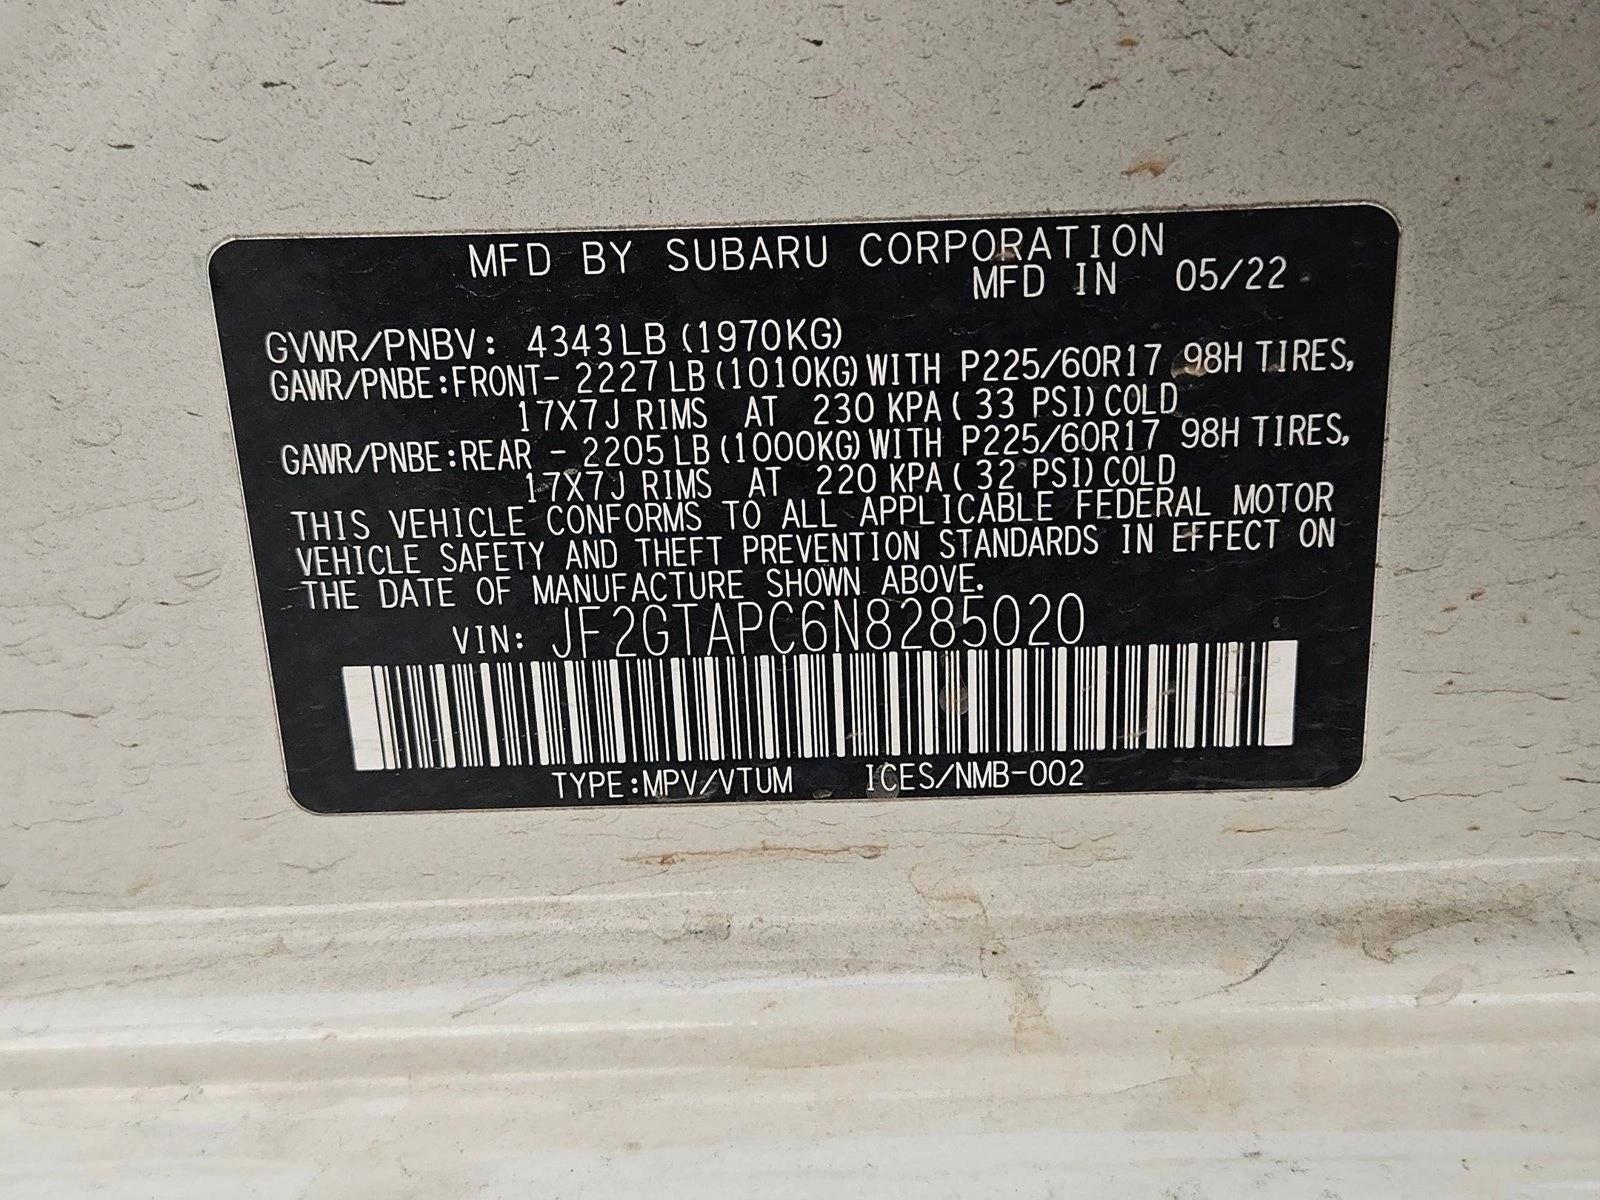 MFD BY SUBARU CORPORATION
MFD IN 05/22
GVWR/PNBV: 4343LB (1970KG)
GAWR/PNBE:FRONT- 2227LB (1010KG) WITH P225/60R17 98H TIRES,
17X7J RIMS AT 230 KPA( 33 PSI) COLD
GAWR/PNBE:REAR - 2205LB (1000KG) WITH P225/60R17 98H TIRES,
17X7J RIMS AT 220 KPA( 32 PSI) COLD
THIS VEHICLE CONFORMS TO ALL APPLICABLE FEDERAL MOTOR
VEHICLE SAFETY AND THEFT PREVENTION STANDARDS IN EFFECT ON
THE DATE OF MANUFACTURE SHOWN ABOVE.
VIN: JF2GTAPC6N8285020
TYPE:MPV/VTUM ICES/NMB-002